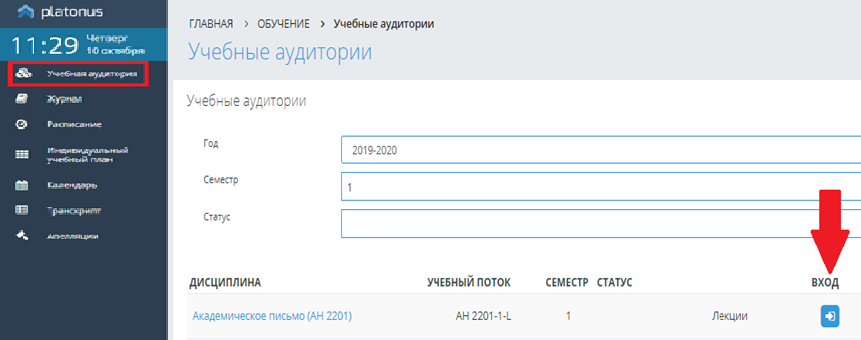 platonus
11:29 Четверг
10 октября
Учебная аудитория
Журнал
Расписание
Индивидуальный
учебный план
Календарь
Транскрипт
Апелляции
ГЛАВНАЯ > ОБУЧЕНИЕ > Учебные аудитории
Учебные аудитории
Учебные аудитории
Год 2019-2020
Семестр 1
Статус
ДИСЦИПЛИНА УЧЕБНЫЙ ПОТОК СЕМЕСТР СТАТУС ВХОД
Академическое письмо (АН 2201) АН 2201-1-L 1 Лекции